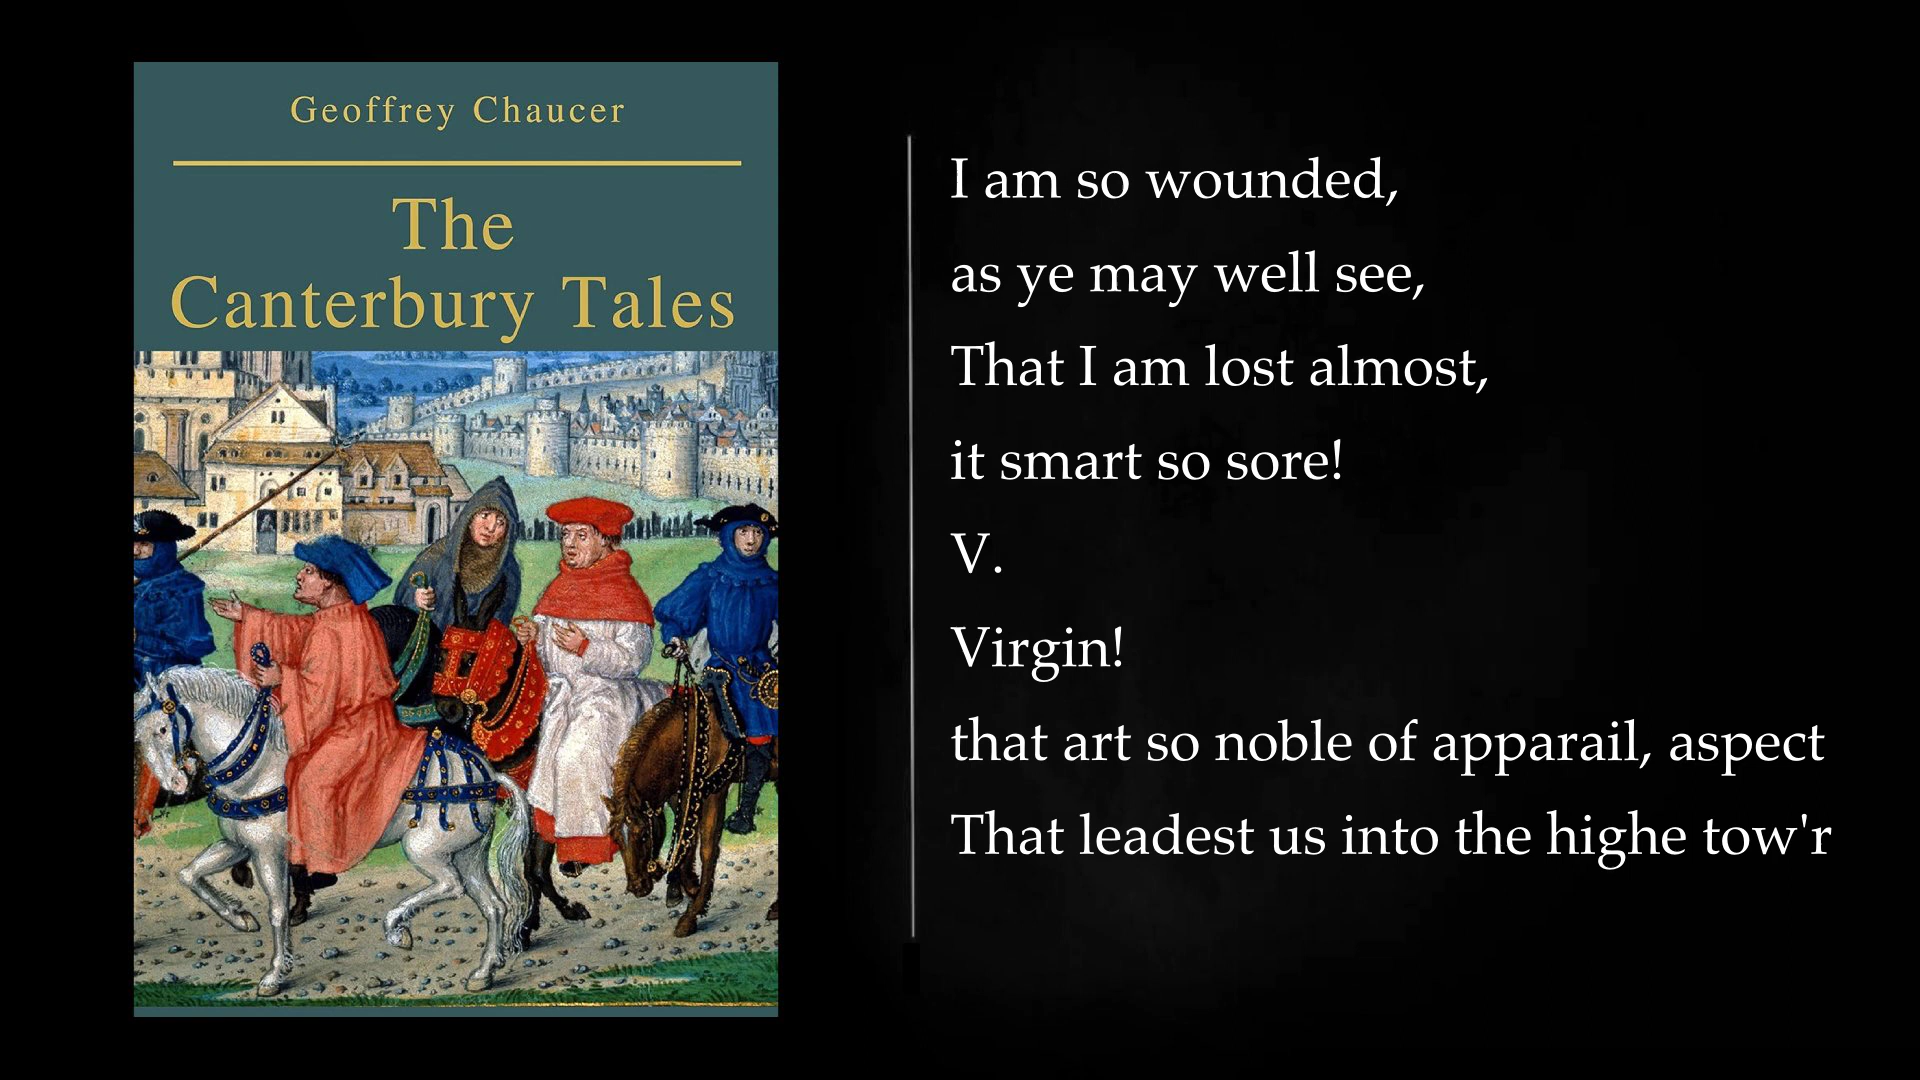 Geoffrey Chaucer
The
Canterbury Tales
I am so wounded,
as ye may well see,
That I am lost almost,
it smart so sore!
V.
Virgin!
that art so noble of apparail, aspect
That leadest us into the highe tow'r